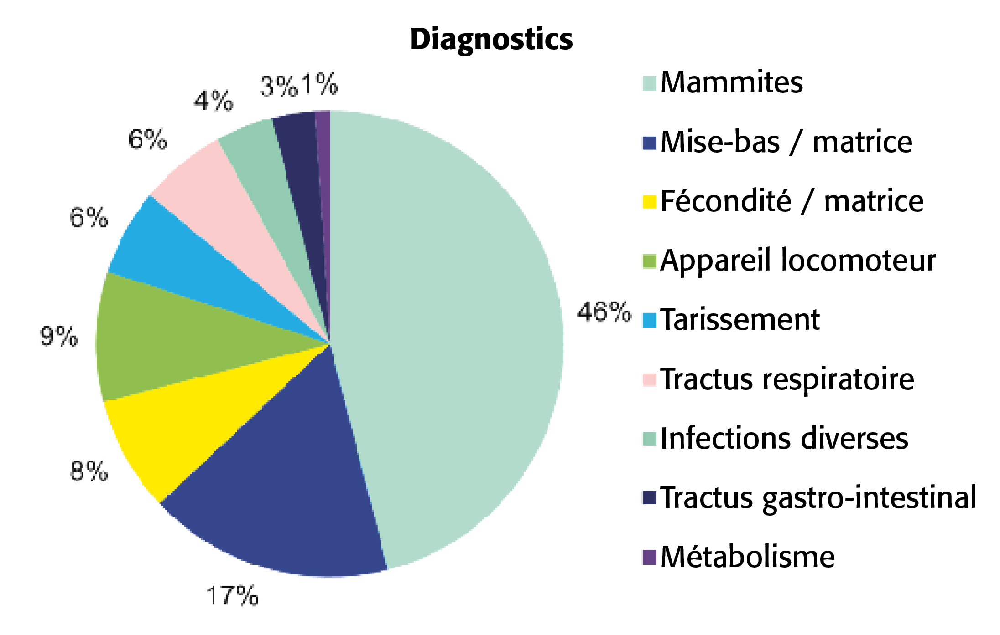 Diagnostics
3% 1%
4%
6%
6%
9%
8%
17%
46%
Mammites
Mise-bas / matrice
Fécondité / matrice
Appareil locomoteur
Tarissement
Tractus respiratoire
Infections diverses
Tractus gastro-intestinal
Métabolisme